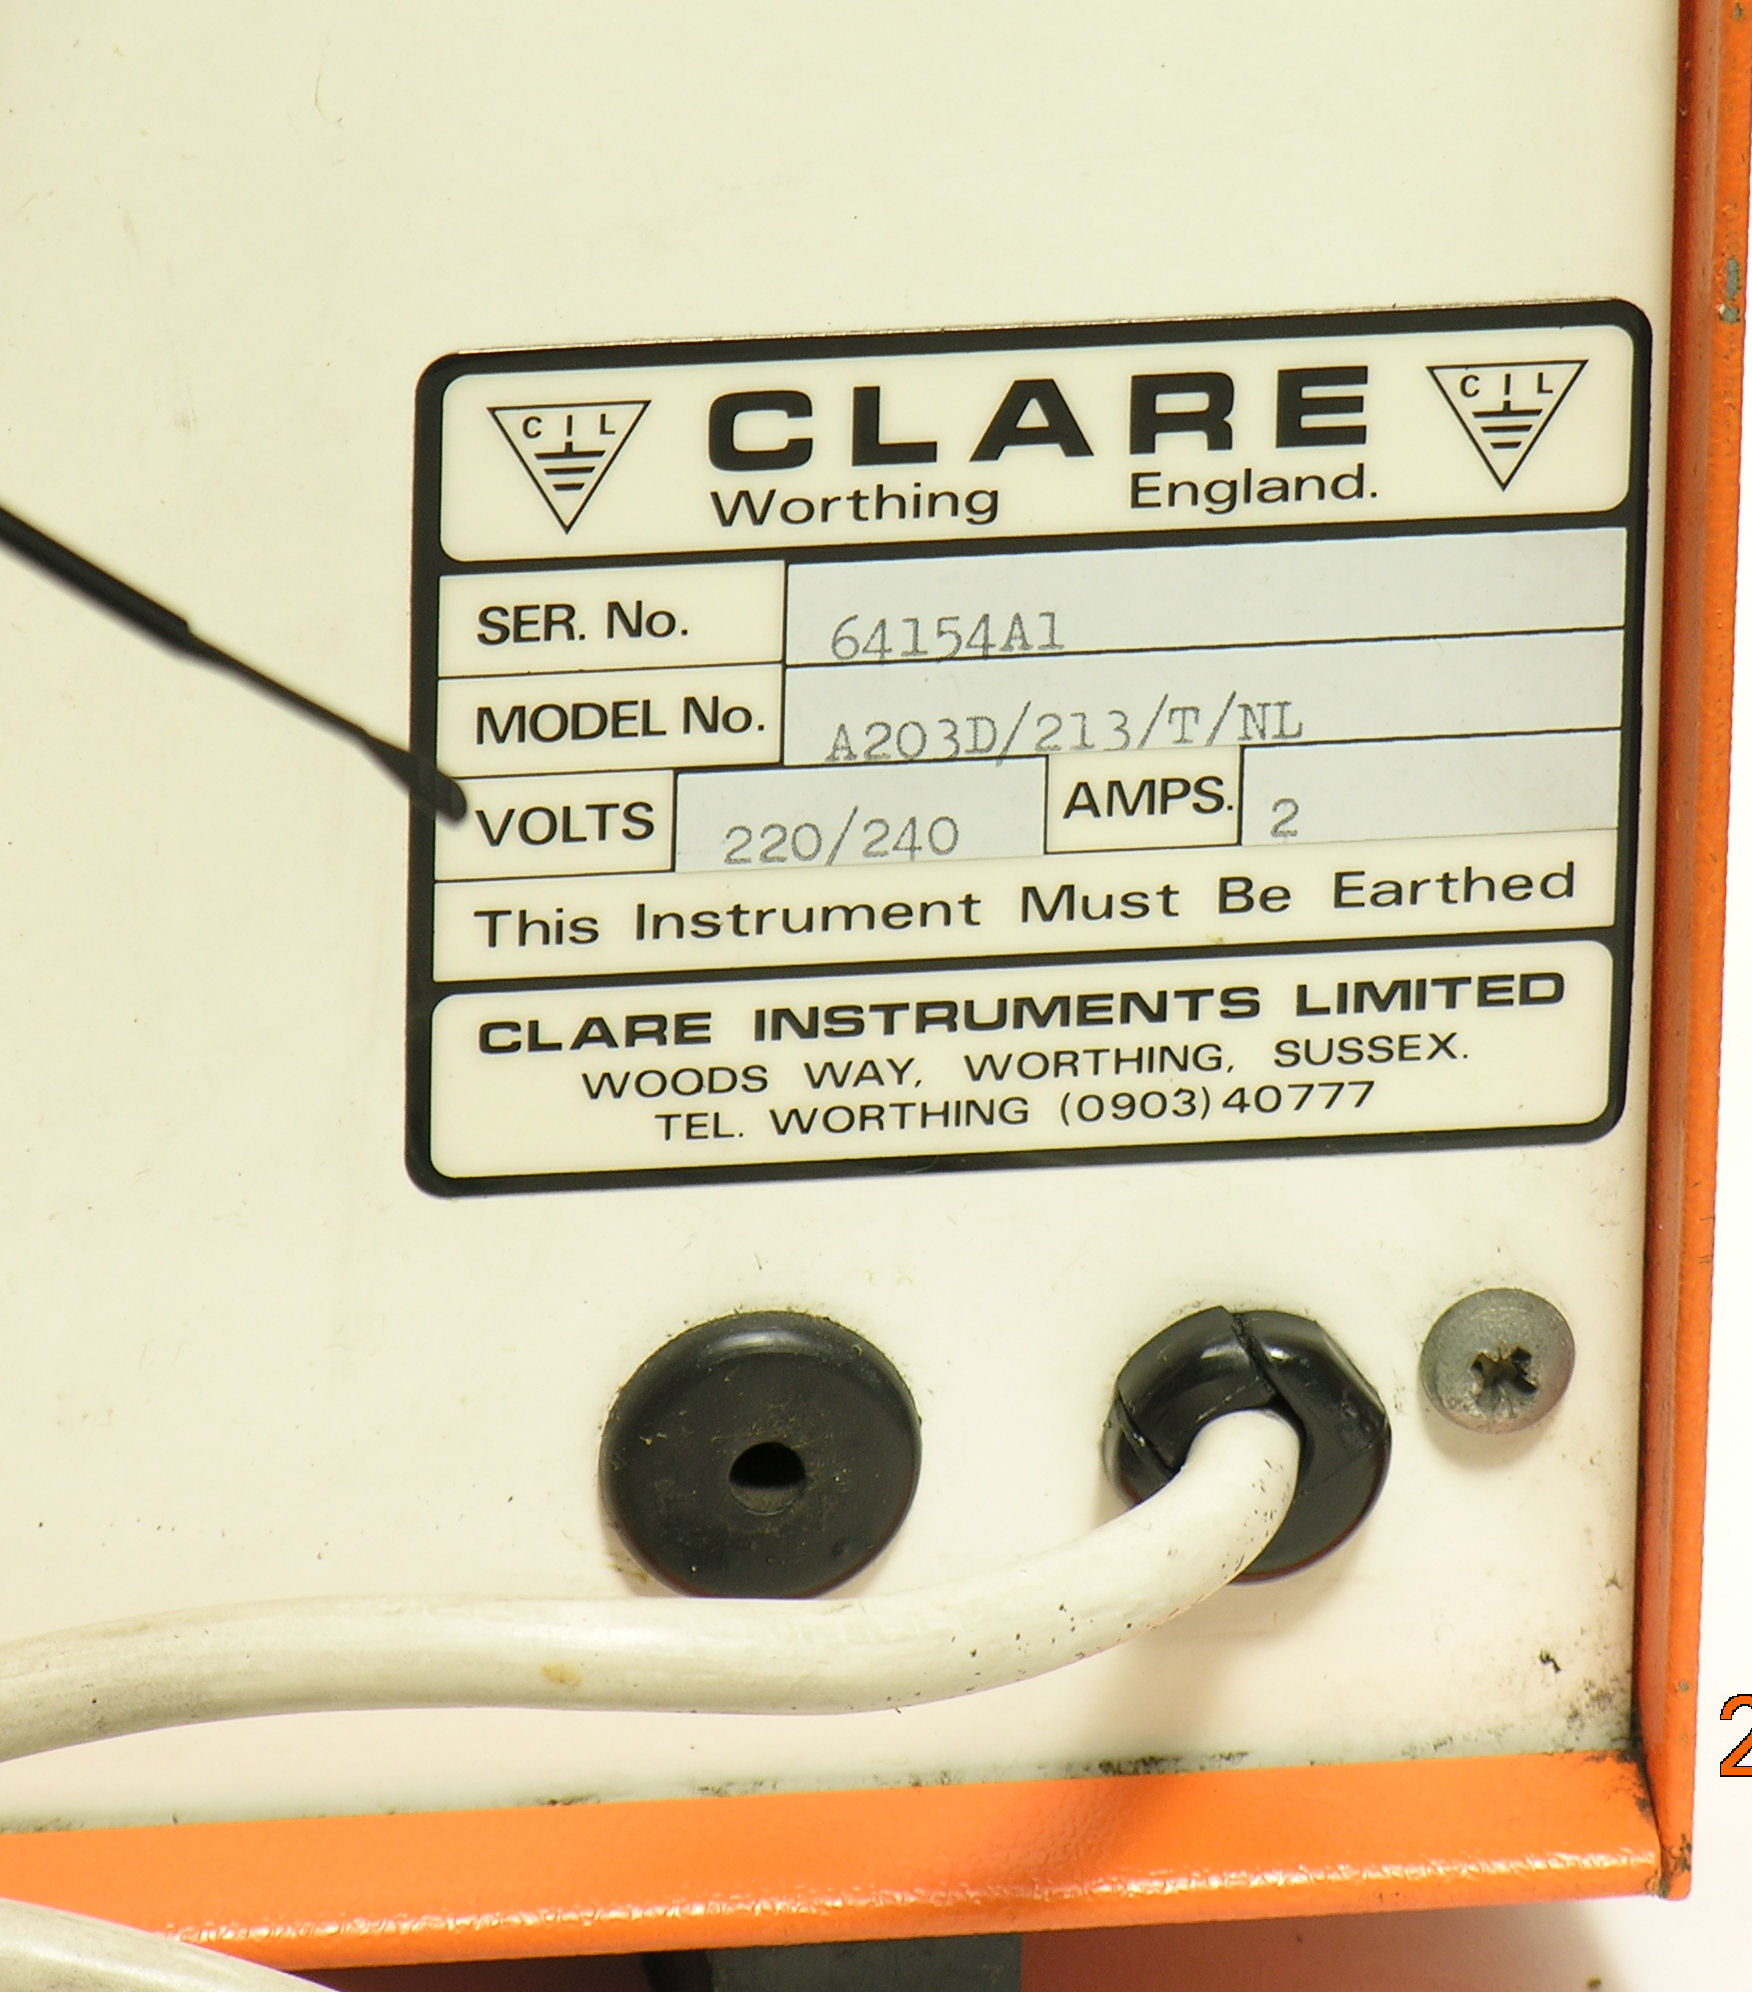 C I L
CLARE
C I L
Worthing England.
SER. No. 64154A1
MODEL No. A203D/213/T/NL
VOLTS 220/240 AMPS. 2
This Instrument Must Be Earthed
CLARE INSTRUMENTS LIMITED
WOODS WAY, WORTHING, SUSSEX.
TEL. WORTHING (0903) 40777
2